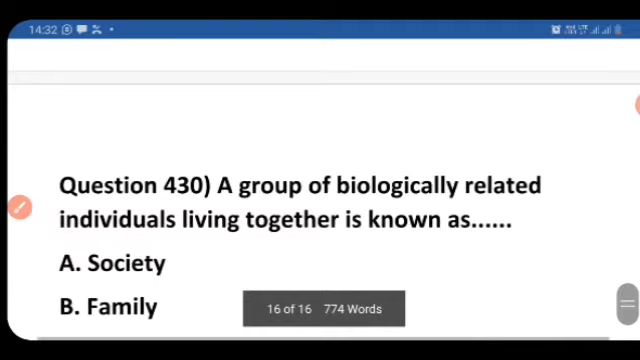 14:32
Question 430) A group of biologically related
individuals living together is known as......
A. Society
B. Family
16 of 16 774 Words